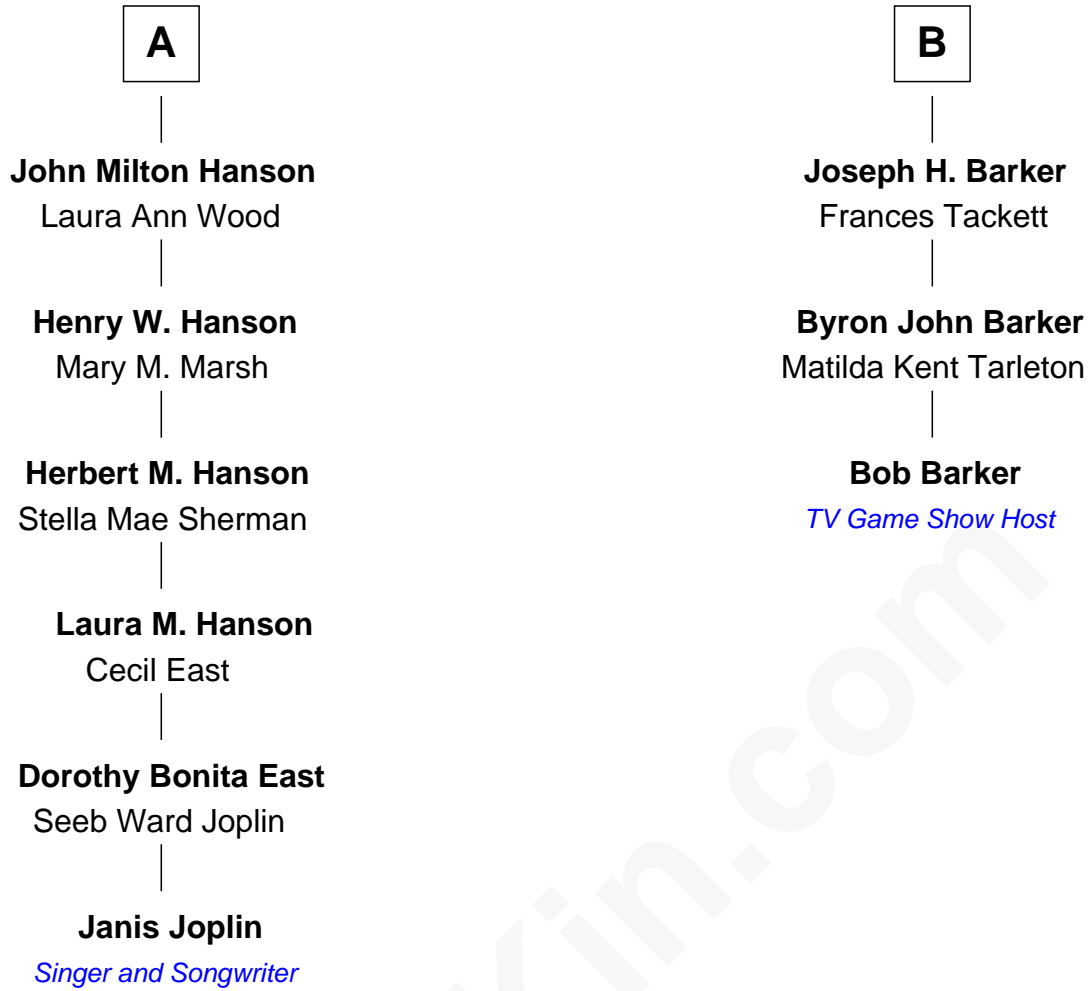 A
John Milton Hanson
Laura Ann Wood
Henry W. Hanson
Mary M. Marsh
Herbert M. Hanson
Stella Mae Sherman
Laura M. Hanson
Cecil East
Dorothy Bonita East
Seeb Ward Joplin
Janis Joplin
Singer and Songwriter
B
Joseph H. Barker
Frances Tackett
Byron John Barker
Matilda Kent Tarleton
Bob Barker
TV Game Show Host
Kin.com